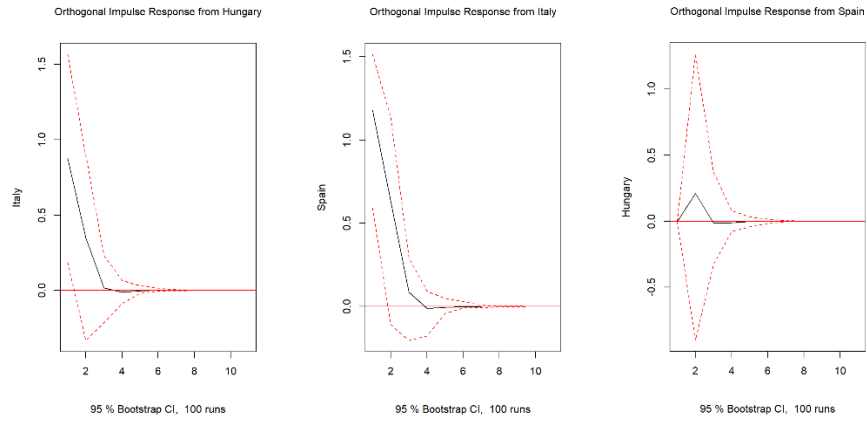 Orthogonal Impulse Response from Hungary
Italy
1.5
1.0
0.5
0.0
2 4 6 8 10
95 % Bootstrap CI, 100 runs
Orthogonal Impulse Response from Italy
Spain
1.5
1.0
0.5
0.0
2 4 6 8 10
95 % Bootstrap CI, 100 runs
Orthogonal Impulse Response from Spain
Hungary
1.0
0.5
0.0
-0.5
2 4 6 8 10
95 % Bootstrap CI, 100 runs